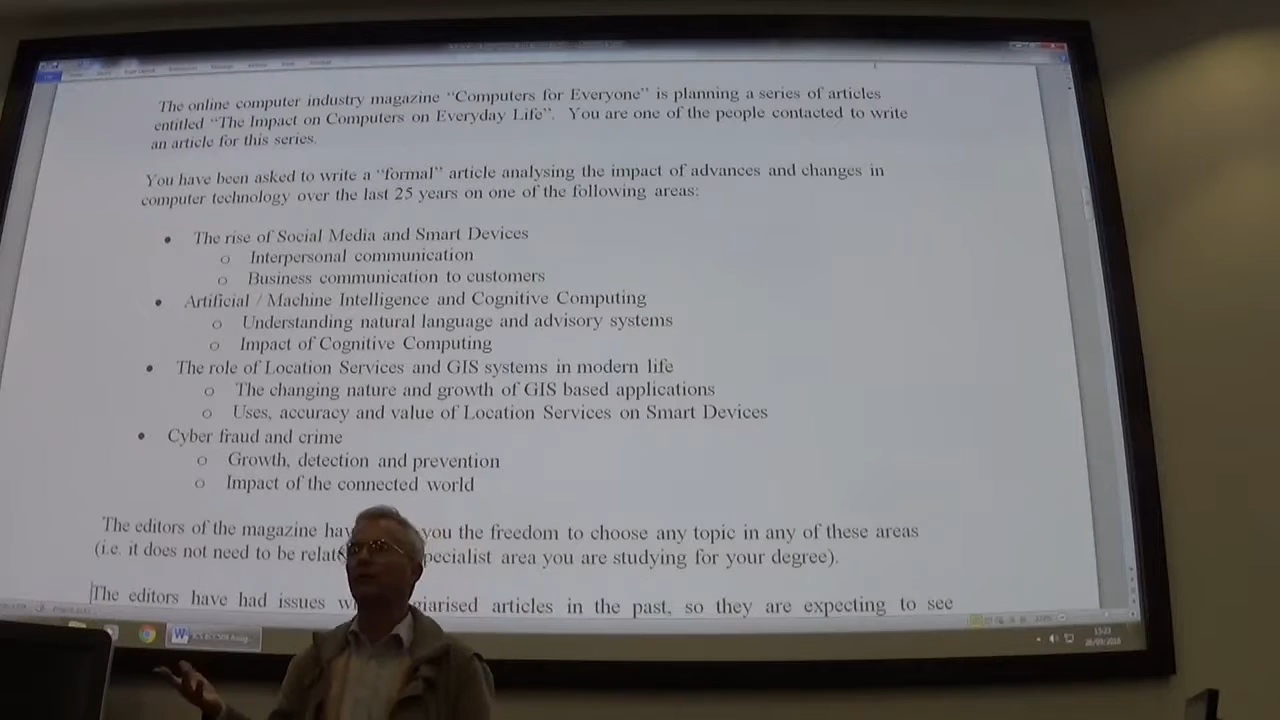 The online computer industry magazine “Computers for Everyone” is planning a series of articles
entitled “The Impact on Computers on Everyday Life”. You are one of the people contacted to write
an article for this series.
You have been asked to write a “formal” article analysing the impact of advances and changes in
computer technology over the last 25 years on one of the following areas:
• The rise of Social Media and Smart Devices
o Interpersonal communication
o Business communication to customers
• Artificial / Machine Intelligence and Cognitive Computing
o Understanding natural language and advisory systems
o Impact of Cognitive Computing
• The role of Location Services and GIS systems in modern life
o The changing nature and growth of GIS based applications
o Uses, accuracy and value of Location Services on Smart Devices
• Cyber fraud and crime
o Growth, detection and prevention
o Impact of the connected world
The editors of the magazine hav you the freedom to choose any topic in any of these areas
(i.e. it does not need to be relat pecialist area you are studying for your degree).
The editors have had issues w giarised articles in the past, so they are expecting to see
15:23